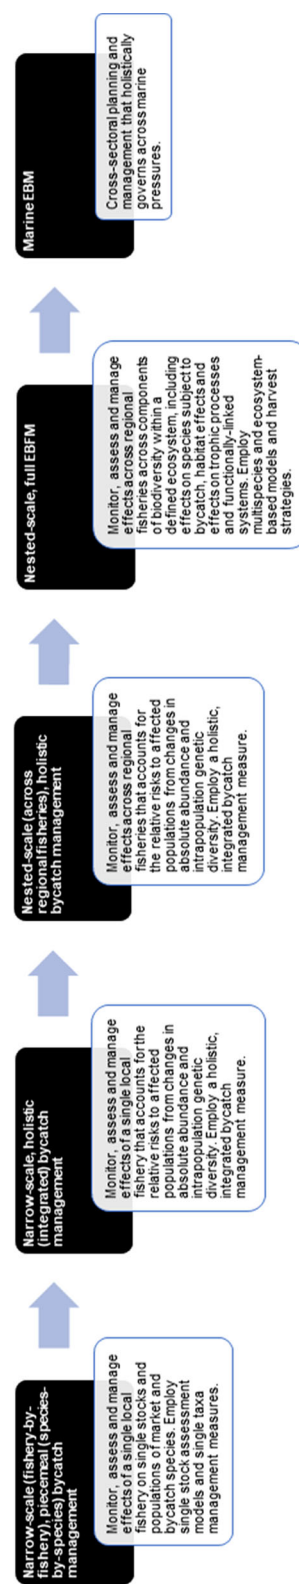 Narrow-scale (fishery-by-
fishery), piecemeal (species-
by-species) bycatch
management
Monitor, assess and manage
effects of a single local
fishery on single stocks and
populations of market and
bycatch species. Employ
single stock assessment
models and single taxa
management measures.
Narrow-scale, holistic
(integrated) bycatch
management
Monitor, assess and manage
effects of a single local
fishery that accounts for the
relative risks to affected
populations from changes in
absolute abundance and
intrapopulation genetic
diversity. Employ a holistic,
integrated bycatch
management measure.
Nested-scale (across
regional fisheries), holistic
bycatch management
Monitor, assess and manage
effects across regional
fisheries that accounts for
the relative risks to affected
populations from changes in
absolute abundance and
intrapopulation genetic
diversity. Employ a holistic,
integrated bycatch
management measure.
Nested-scale, full EBFM
Monitor, assess and manage
effects across regional
fisheries across components
of biodiversity within a
defined ecosystem, including
effects on species subject to
bycatch, habitat effects and
effects on trophic processes
and functionally-linked
systems. Employ
multispecies and ecosystem-
based models and harvest
strategies.
Marine EBM
Cross-sectoral planning and
management that holistically
governs across marine
pressures.